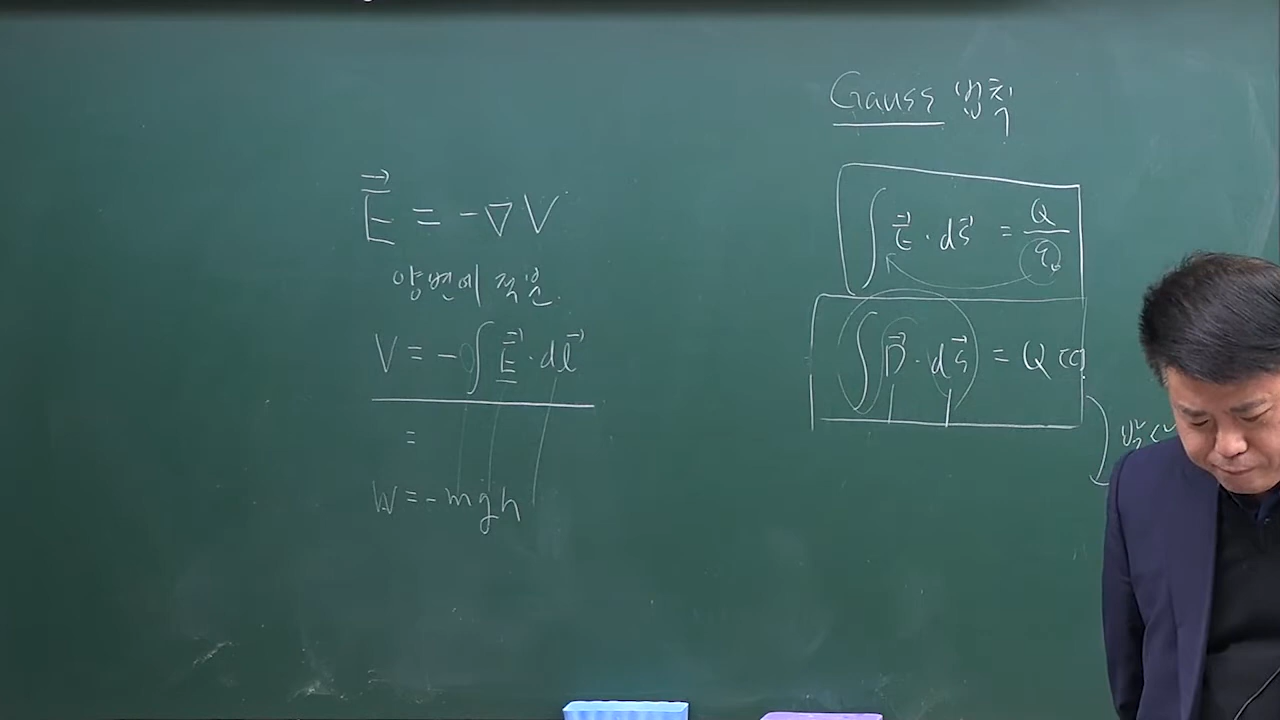 E⃗ = -∇V
양변에 적분.
V = -∫E⃗·dl⃗
=
W = -mgh
Gauss 법칙
∫E⃗·ds⃗ = Q/ε₀
∫D⃗·ds⃗ = Q [C]